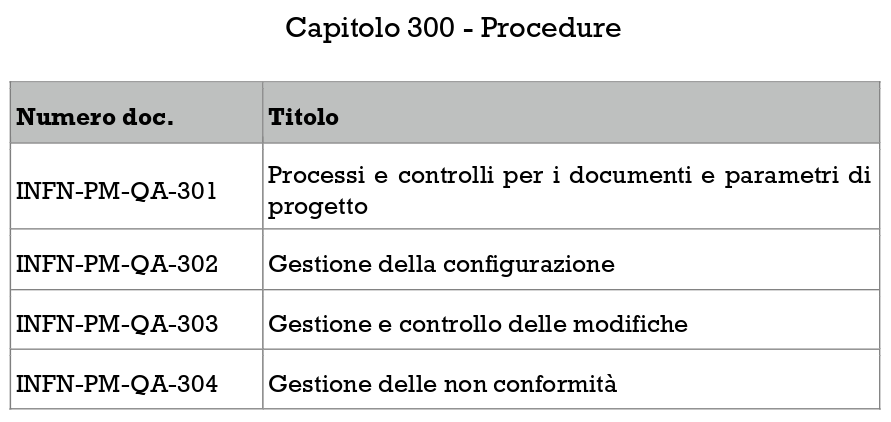 Capitolo 300 - Procedure
Numero doc. Titolo
INFN-PM-QA-301 Processi e controlli per i documenti e parametri di
progetto
INFN-PM-QA-302 Gestione della configurazione
INFN-PM-QA-303 Gestione e controllo delle modifiche
INFN-PM-QA-304 Gestione delle non conformità